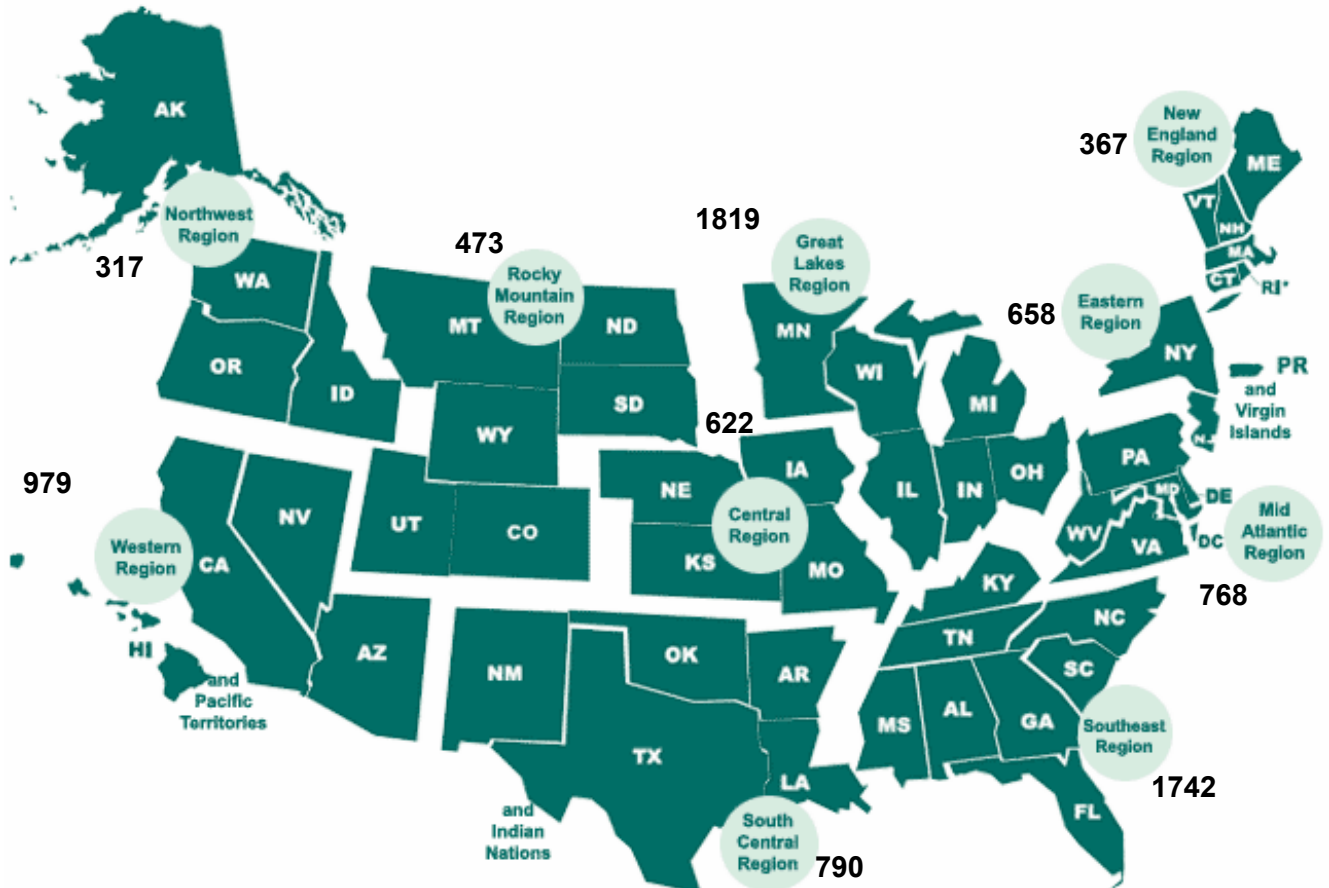 AK
Northwest
Region
317
WA
OR
ID
473
Rocky
Mountain
Region
MT
ND
SD
WY
UT
CO
1819
Great
Lakes
Region
MN
WI
MI
IL
IN
OH
367
New
England
Region
ME
VT
NH
MA
CT
RI*
658
Eastern
Region
NY
NJ
PR
and
Virgin
Islands
622
Central
Region
IA
NE
KS
MO
PA
MD
DE
DC
WV
VA
Mid
Atlantic
Region
768
979
Western
Region
CA
NV
AZ
HI
and
Pacific
Territories
NM
OK
AR
TX
LA
and
Indian
Nations
South
Central
Region
790
KY
TN
NC
SC
MS
AL
GA
FL
Southeast
Region
1742